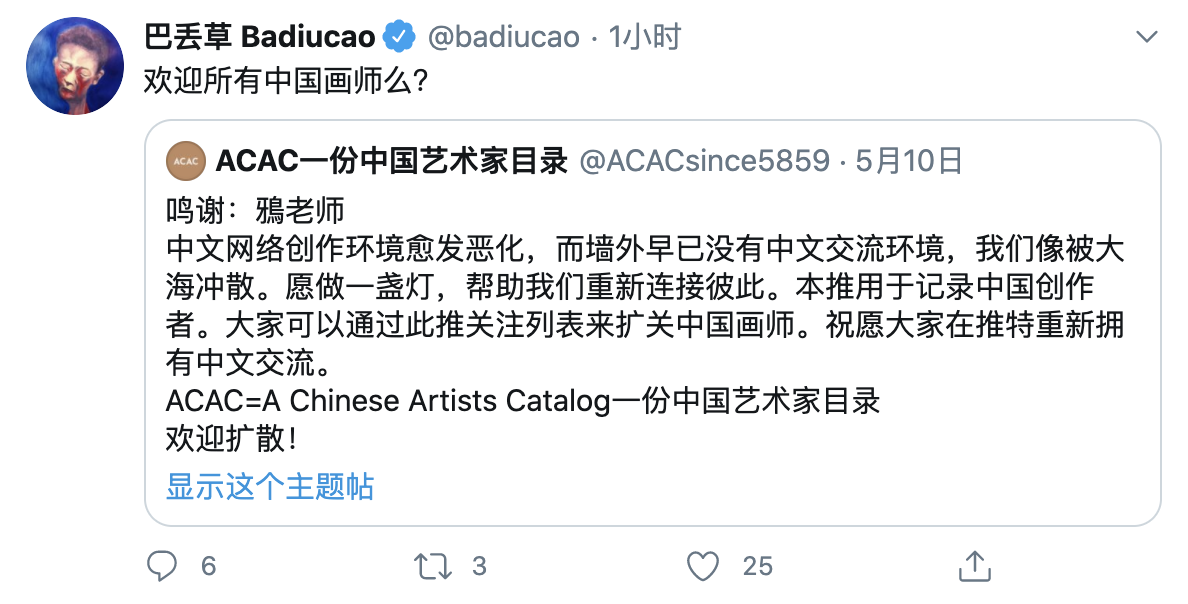 巴丢草 Badiucao @badiucao · 1小时
欢迎所有中国画师么?
ACAC
ACAC一份中国艺术家目录 @ACACsince5859 · 5月10日
鸣谢：鴉老师
中文网络创作环境愈发恶化，而墙外早已没有中文交流环境，我们像被大
海冲散。愿做一盏灯，帮助我们重新连接彼此。本推用于记录中国创作
者。大家可以通过此推关注列表来扩关中国画师。祝愿大家在推特重新拥
有中文交流。
ACAC=A Chinese Artists Catalog一份中国艺术家目录
欢迎扩散！
显示这个主题帖
6 3 25